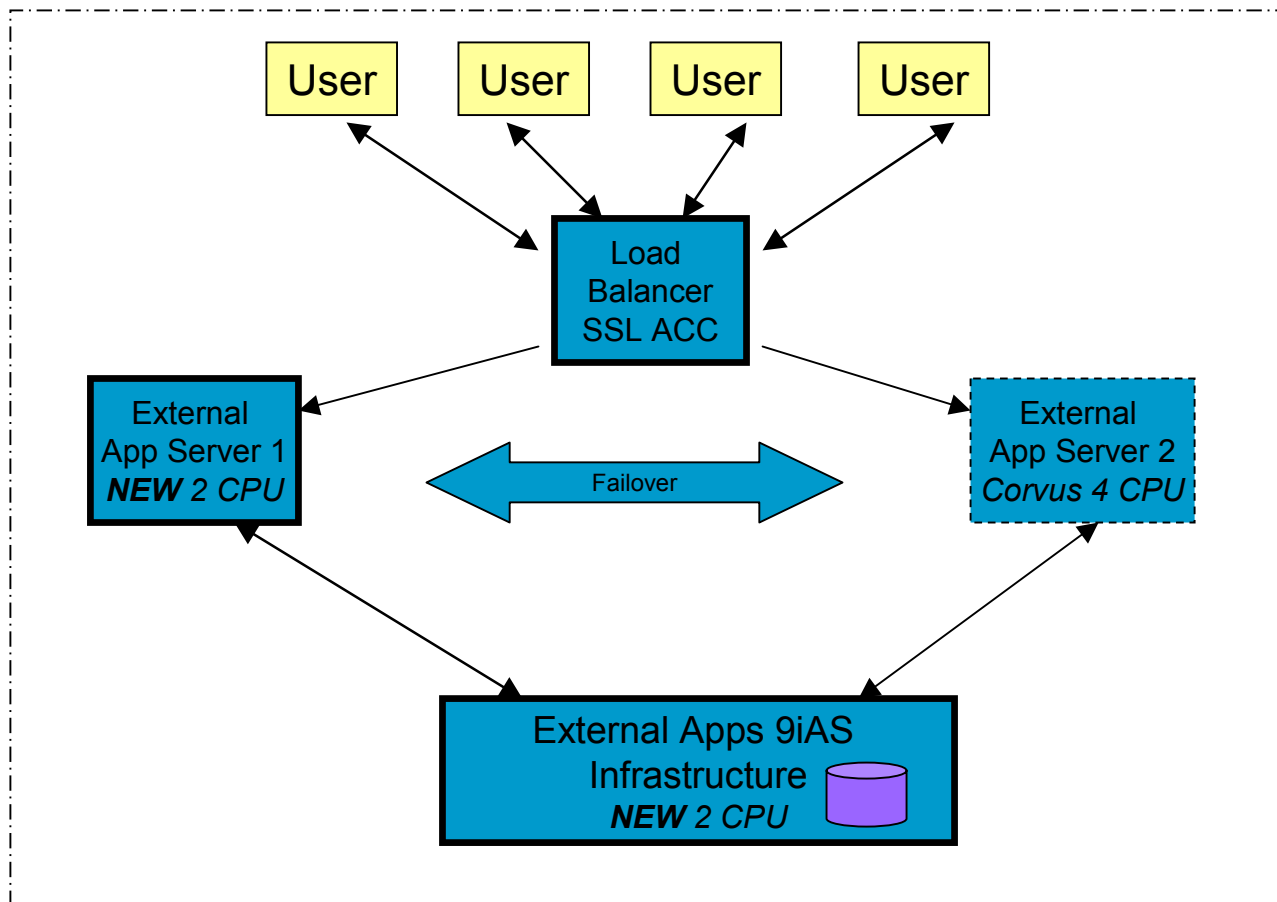 User
User
User
User
Load
Balancer
SSL ACC
External
App Server 1
NEW 2 CPU
Failover
External
App Server 2
Corvus 4 CPU
External Apps 9iAS
Infrastructure
NEW 2 CPU